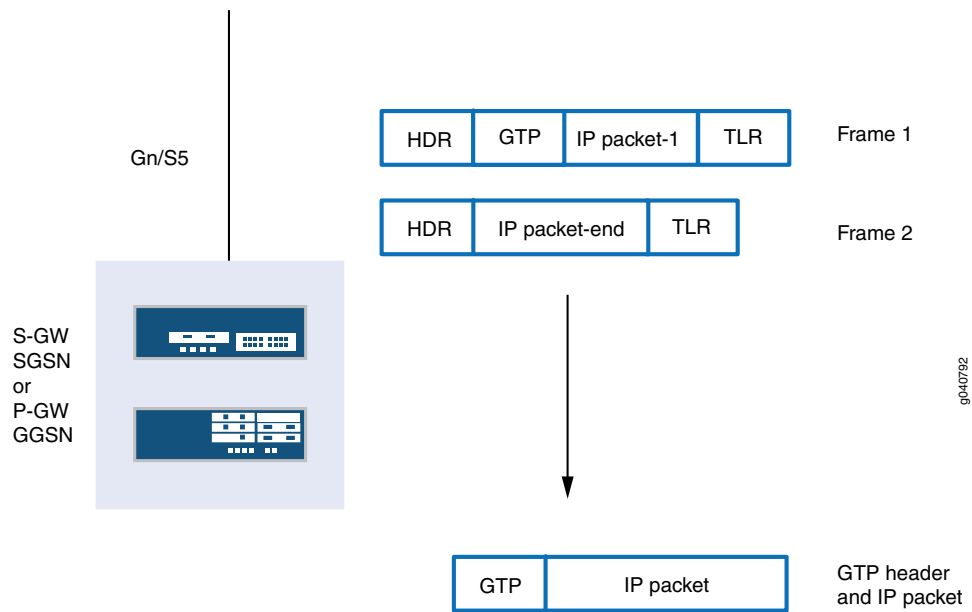 HDR GTP IP packet-1 TLR Frame 1
Gn/S5
HDR IP packet-end TLR Frame 2
S-GW
SGSN
or
P-GW
GGSN
g040792
GTP IP packet
GTP header
and IP packet